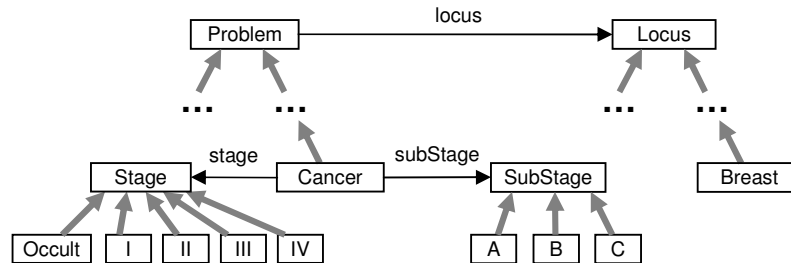 locus
Problem
Locus
... ... ... ...
stage
subStage
Stage
Cancer
SubStage
Breast
Occult
I
II
III
IV
A
B
C